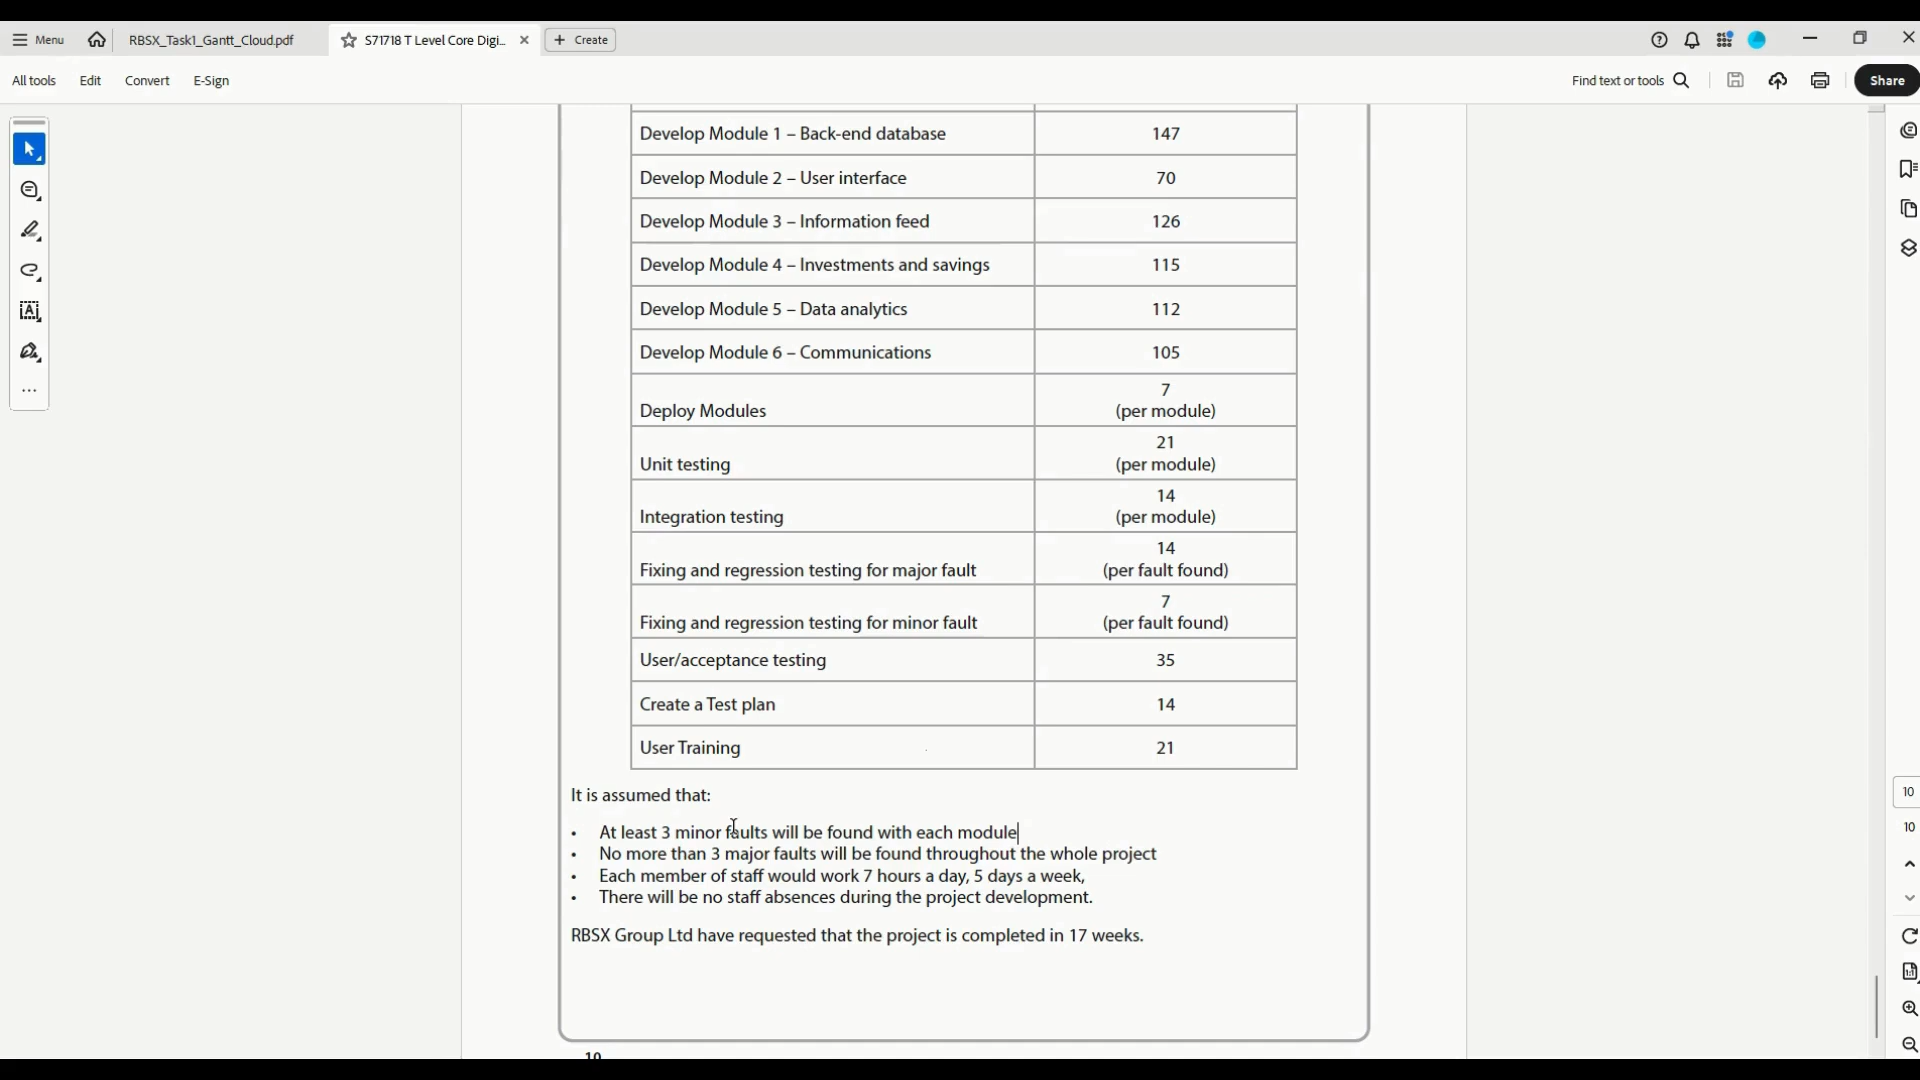 Menu
RBSX_Task1_Gantt_Cloud.pdf
S71718 T Level Core Digi...
Create
All tools
Edit
Convert
E-Sign
Find text or tools
Share
Develop Module 1 – Back-end database 147
Develop Module 2 – User interface 70
Develop Module 3 – Information feed 126
Develop Module 4 – Investments and savings 115
Develop Module 5 – Data analytics 112
Develop Module 6 – Communications 105
Deploy Modules 7
(per module)
Unit testing 21
(per module)
Integration testing 14
(per module)
Fixing and regression testing for major fault 14
(per fault found)
Fixing and regression testing for minor fault 7
(per fault found)
User/acceptance testing 35
Create a Test plan 14
User Training 21
It is assumed that:
• At least 3 minor faults will be found with each module
• No more than 3 major faults will be found throughout the whole project
• Each member of staff would work 7 hours a day, 5 days a week,
• There will be no staff absences during the project development.
RBSX Group Ltd have requested that the project is completed in 17 weeks.
10
10
10